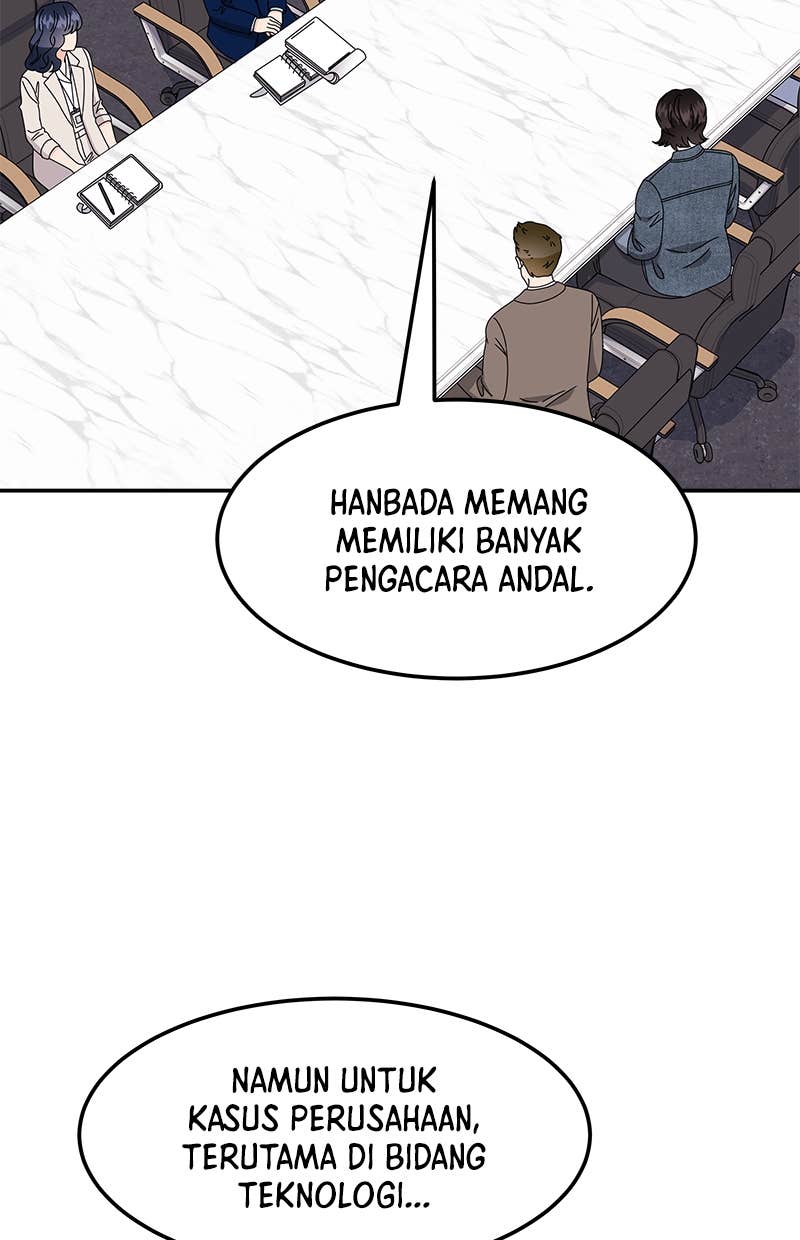 HANBADA MEMANG
MEMILIKI BANYAK
PENGACARA ANDAL.
NAMUN UNTUK
KASUS PERUSAHAAN,
TERUTAMA DI BIDANG
TEKNOLOGI...